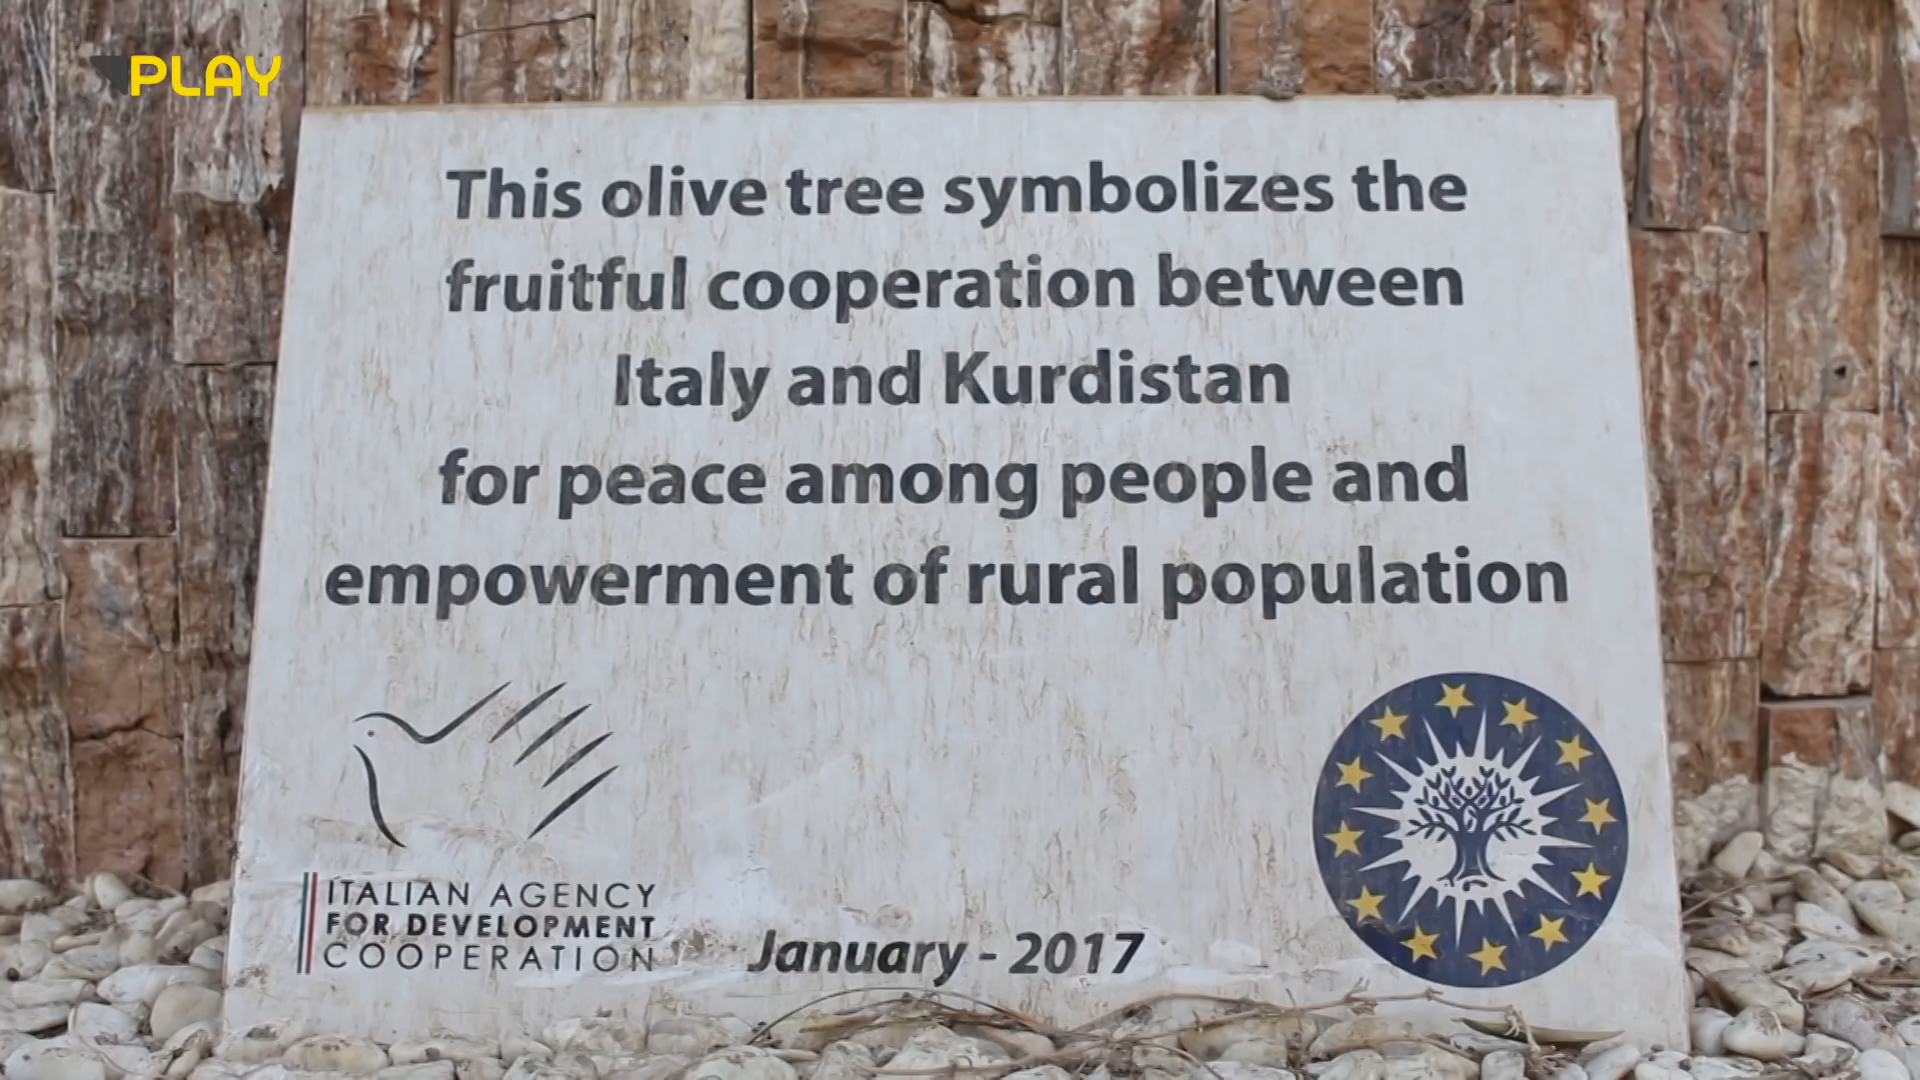 PLAY
This olive tree symbolizes the
fruitful cooperation between
Italy and Kurdistan
for peace among people and
empowerment of rural population
ITALIAN AGENCY
FOR DEVELOPMENT
COOPERATION
January - 2017